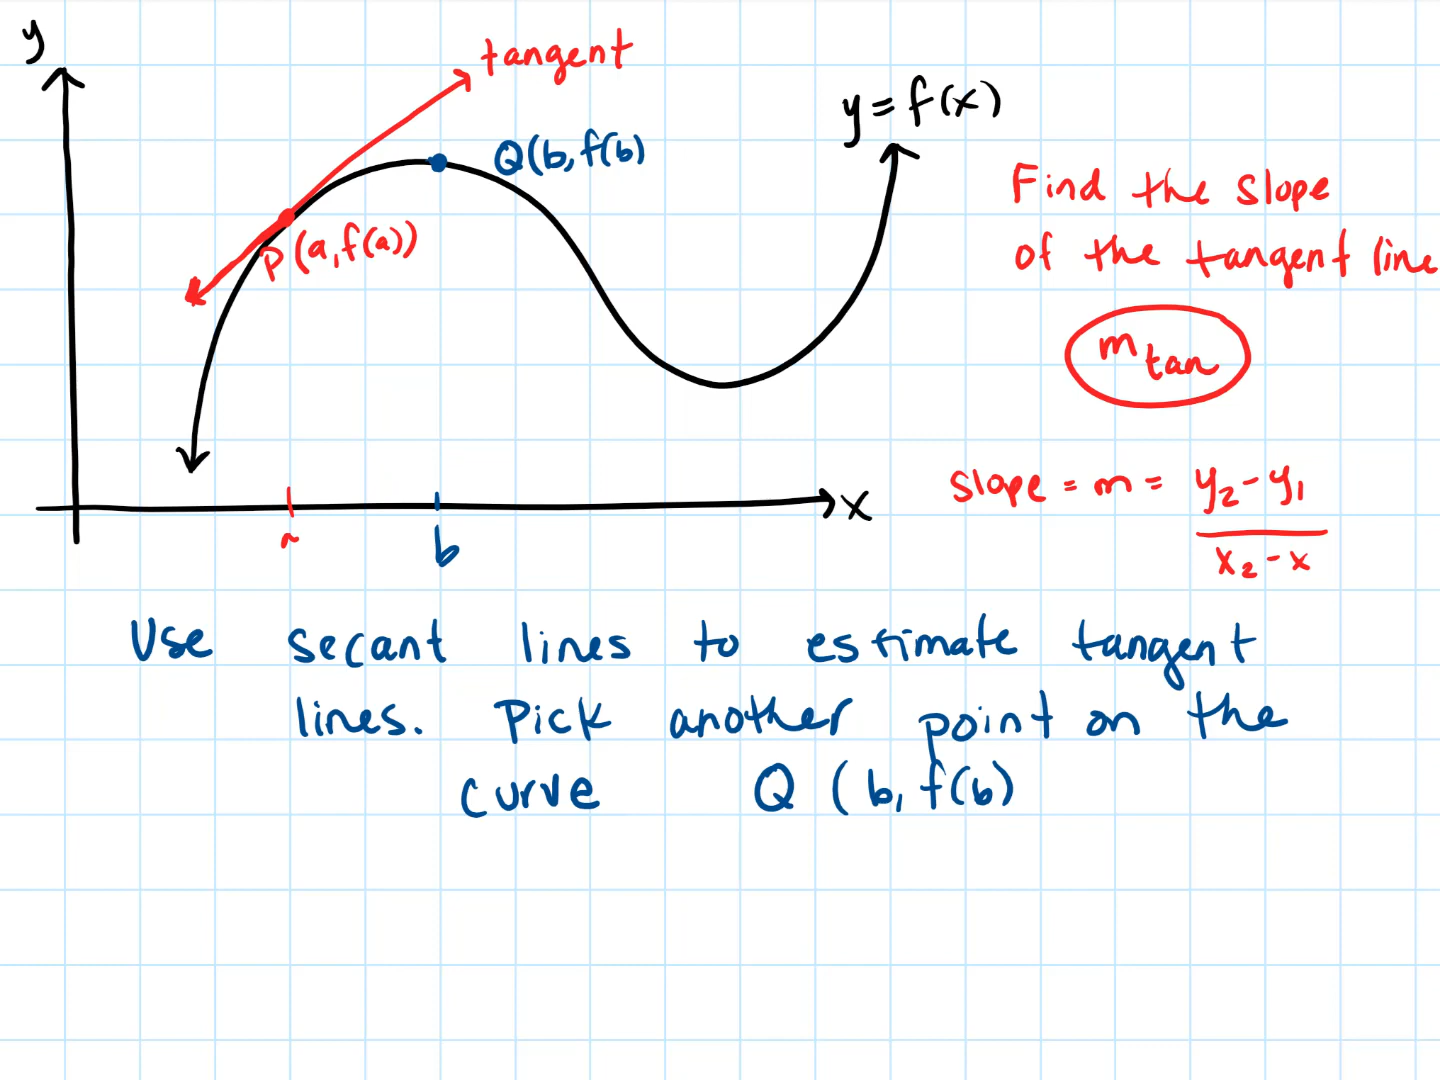 y
tangent
y = f(x)
Q(b, f(b)
P(a, f(a))
Find the slope
of the tangent line
m tan
slope = m = y₂ - y₁
x₂ - x
x
b
Use secant lines to estimate tangent
lines. Pick another point on the
curve Q (b, f(b)